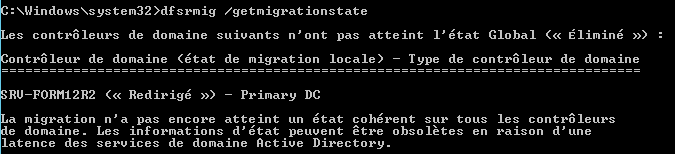 C:\Windows\system32>dfsrmig /getmigrationstate
Les contrôleurs de domaine suivants n'ont pas atteint l'état Global (« Éliminé ») :
Contrôleur de domaine (état de migration locale) - Type de contrôleur de domaine
================================================================================
SRV-FORM12R2 (« Redirigé ») - Primary DC
La migration n'a pas encore atteint un état cohérent sur tous les contrôleurs
de domaine. Les informations d'état peuvent être obsolètes en raison d'une
latence des services de domaine Active Directory.